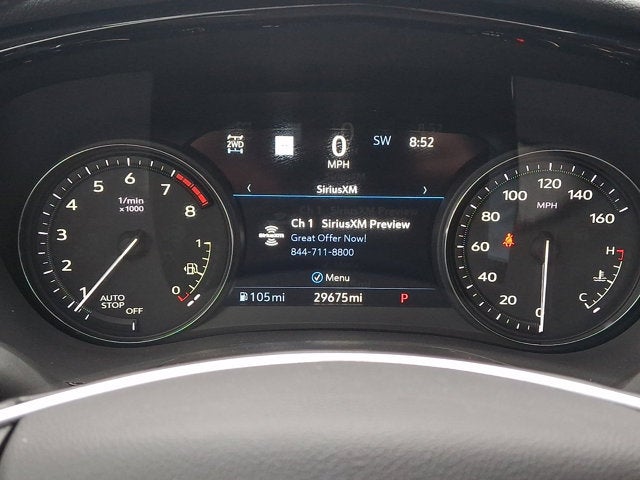 2WD
0
MPH
SW
8:52
SiriusXM
Ch 1 SiriusXM Preview
Great Offer Now!
844-711-8800
Menu
105mi
29675mi
P
1
2
3
4
5
6
7
8
1/min
x1000
AUTO
STOP
OFF
1
0
0
20
40
60
80
100
120
140
160
MPH
H
C